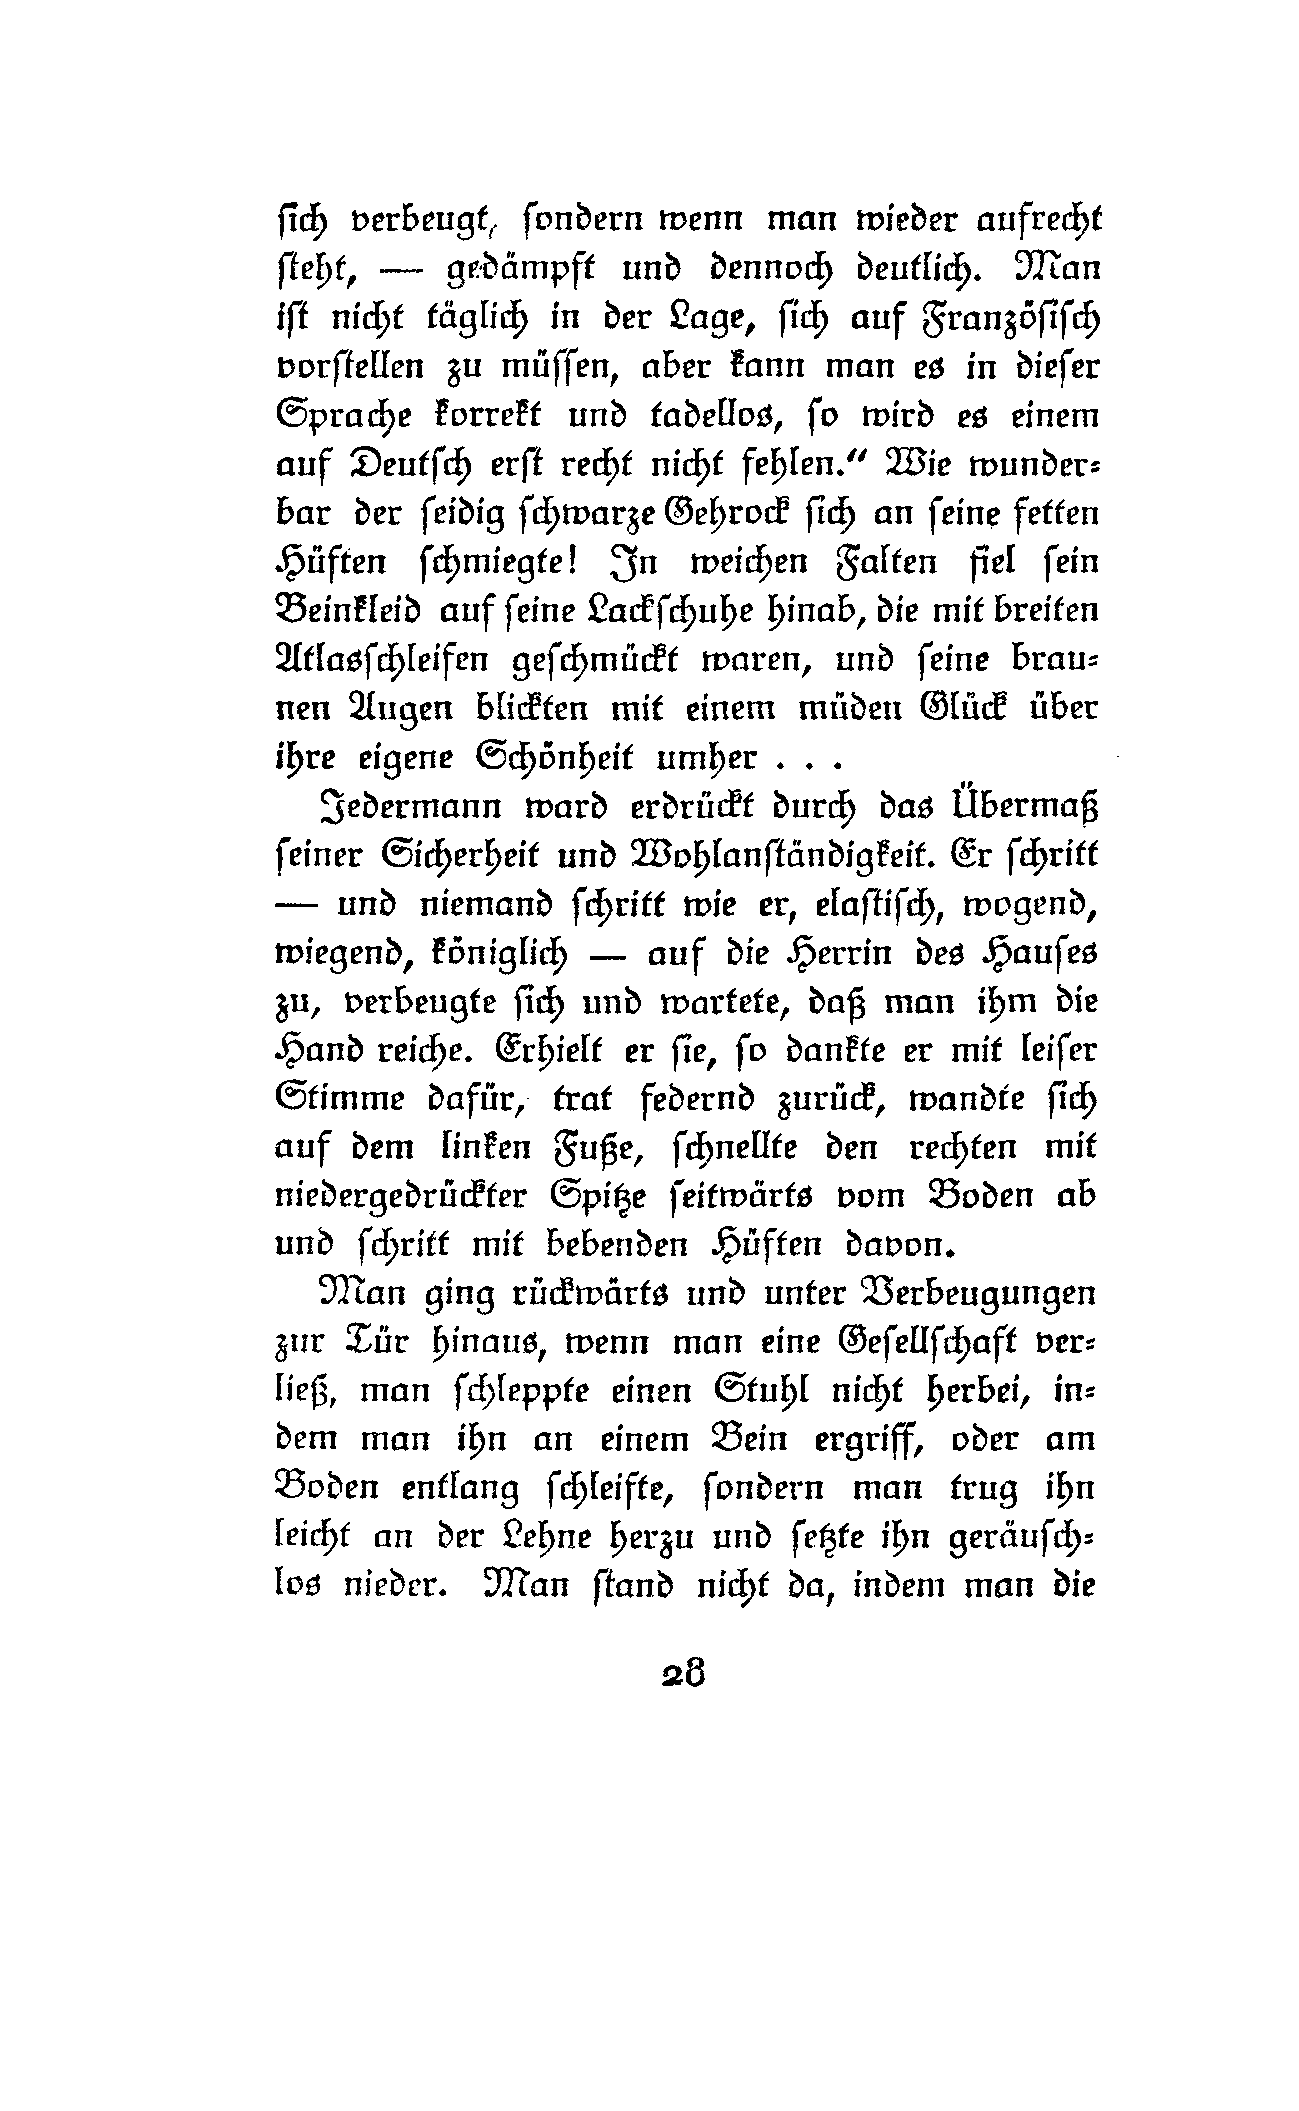 sich verbeugt, sondern wenn man wieder aufrecht
steht, — gedämpft und dennoch deutlich. Man
ist nicht täglich in der Lage, sich auf Französisch
vorstellen zu müssen, aber kann man es in dieser
Sprache korrekt und tadellos, so wird es einem
auf Deutsch erst recht nicht fehlen.“ Wie wunder-
bar der seidig schwarze Gehrock sich an seine fetten
Hüften schmiegte! In weichen Falten fiel sein
Beinkleid auf seine Lackschuhe hinab, die mit breiten
Atlasschleifen geschmückt waren, und seine brau-
nen Augen blickten mit einem müden Glück über
ihre eigene Schönheit umher . . .
Jedermann ward erdrückt durch das Übermaß
seiner Sicherheit und Wohlanständigkeit. Er schritt
— und niemand schritt wie er, elastisch, wogend,
wiegend, königlich — auf die Herrin des Hauses
zu, verbeugte sich und wartete, daß man ihm die
Hand reiche. Erhielt er sie, so dankte er mit leiser
Stimme dafür, trat federnd zurück, wandte sich
auf dem linken Fuße, schnellte den rechten mit
niedergedrückter Spitze seitwärts vom Boden ab
und schritt mit bebenden Hüften davon.
Man ging rückwärts und unter Verbeugungen
zur Tür hinaus, wenn man eine Gesellschaft ver-
ließ, man schleppte einen Stuhl nicht herbei, in-
dem man ihn an einem Bein ergriff, oder am
Boden entlang schleifte, sondern man trug ihn
leicht an der Lehne herzu und setzte ihn geräusch-
los nieder. Man stand nicht da, indem man die
28